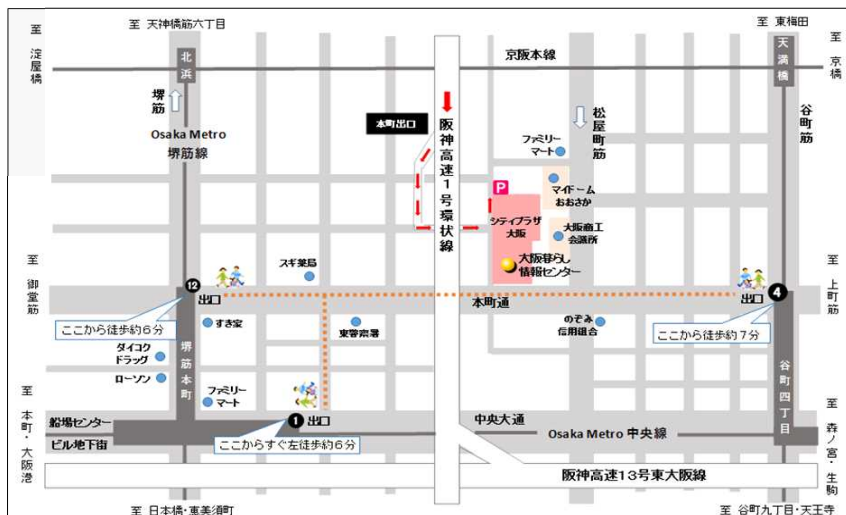 至 天神橋筋六丁目
至 東梅田
至 淀屋橋
北浜
京阪本線
天満橋
至 京橋
堺筋
Osaka Metro
堺筋線
本町出口
阪神高速1号環状線
松屋町筋
谷町筋
ファミリー
マート
P
マイドーム
おおさか
シティプラザ
大阪
大阪商工
会議所
大阪暮らし
情報センター
至 御堂筋
スギ薬局
至 上町筋
12
出口
本町通
出口
4
ここから徒歩約6分
すき家
東警察署
のぞみ
信用組合
ここから徒歩約7分
ダイコク
ドラッグ
ローソン
堺筋本町
谷町四丁目
ファミリー
マート
至 本町・大阪港
船場センター
ビル地下街
1
出口
中央大通
ここからすぐ左徒歩約6分
Osaka Metro 中央線
至 森ノ宮・生駒
阪神高速13号東大阪線
至 日本橋・恵美須町
至 谷町九丁目・天王寺